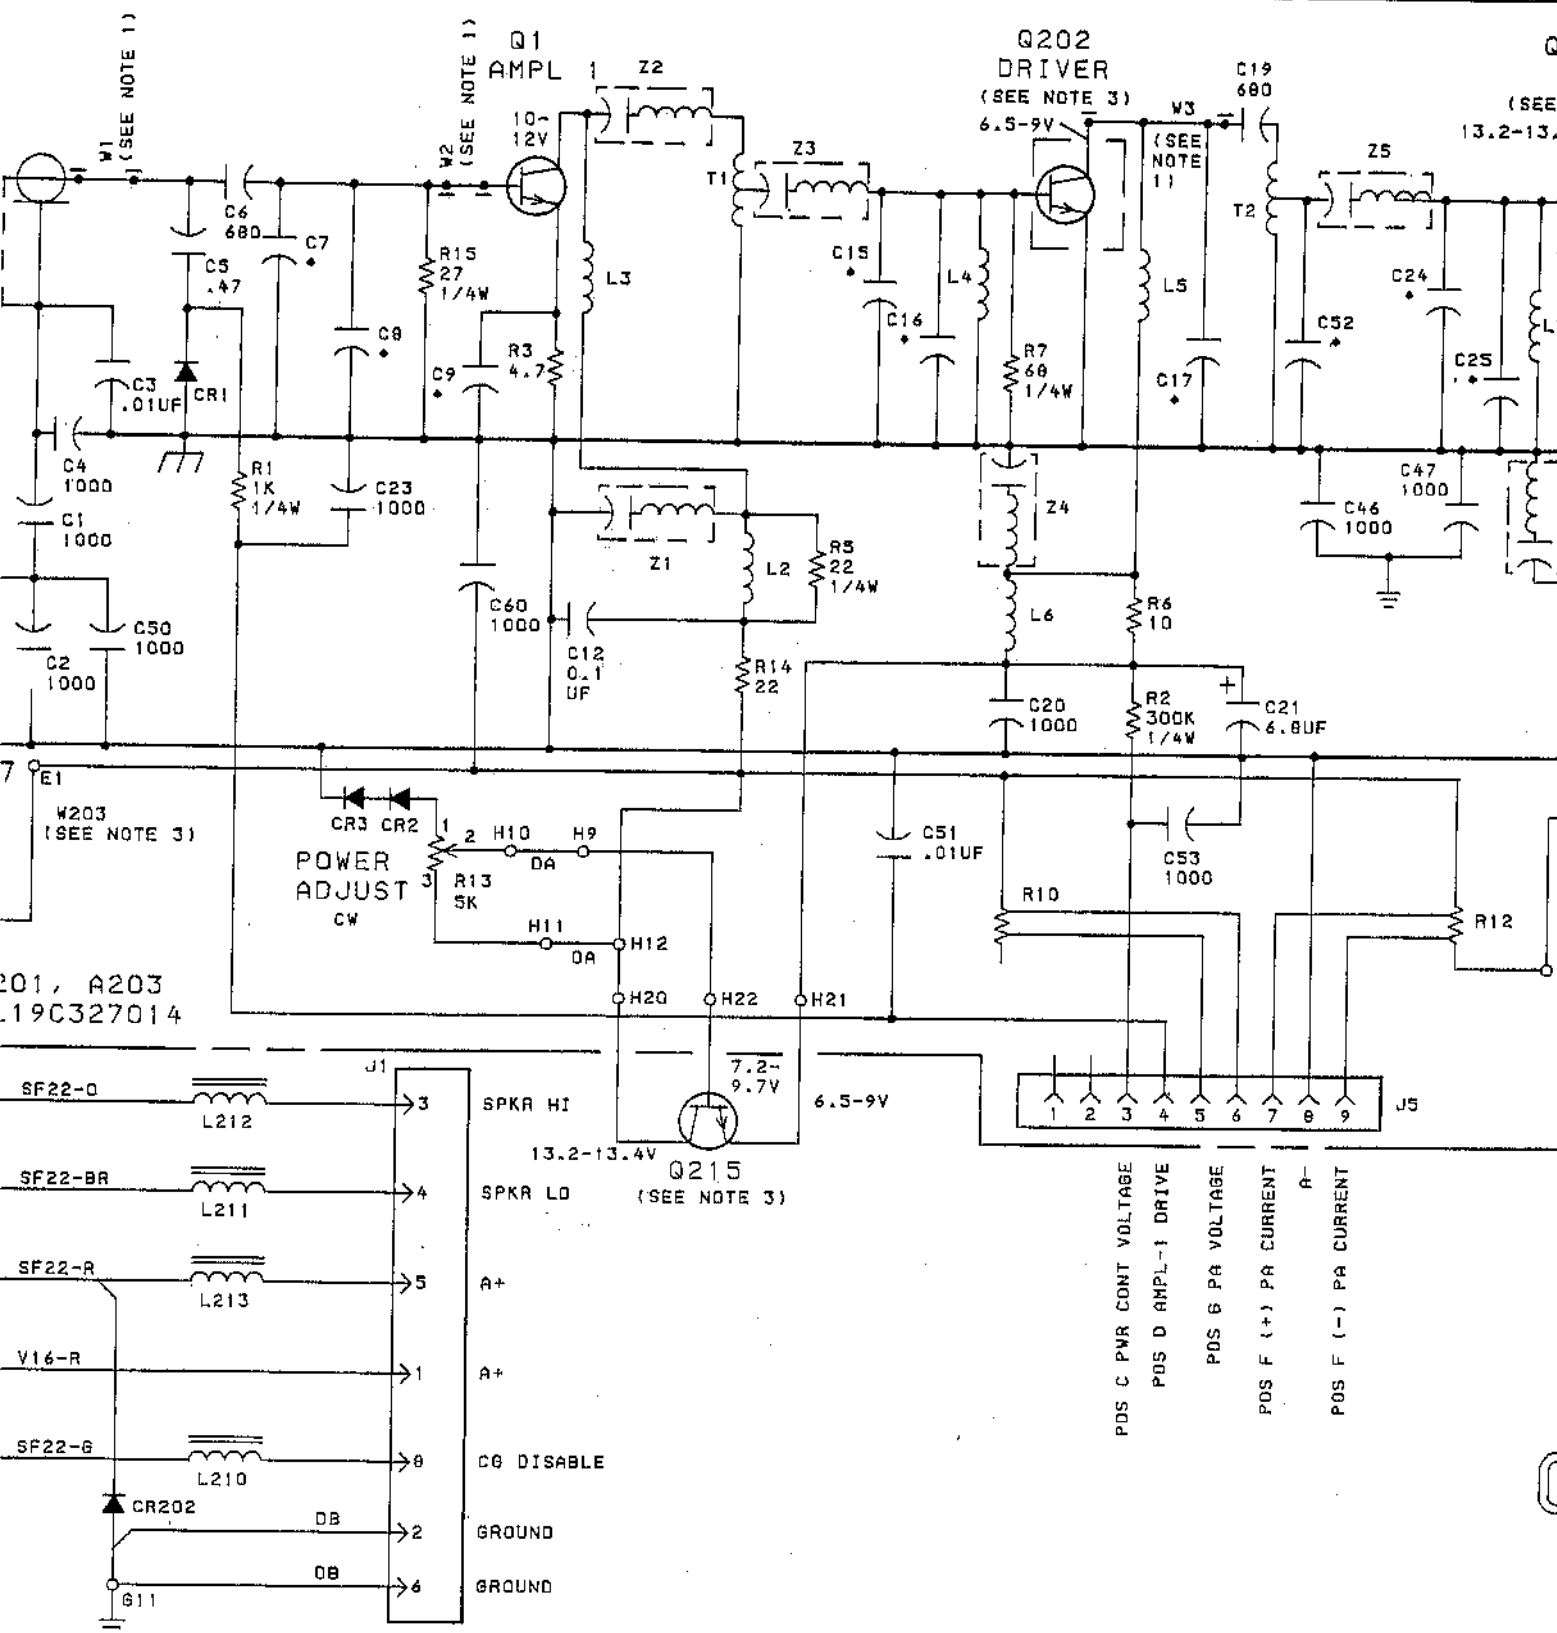 W1
(SEE NOTE 1)
W2
(SEE NOTE 1)
Q1
AMPL
1
Z2
10-
12V
Z3
T1
Q202
DRIVER
(SEE NOTE 3)
6.5-9V
W3
(SEE
NOTE
1)
C19
680
Z5
T2
(SEE
13.2-13.
C6
680
C7
C5
.47
R15
27
1/4W
L3
C15
L4
C16
L5
C24
C52
C25
C8
C9
R3
4.7
R7
68
1/4W
C17
C3
.01UF
CR1
C4
1000
C1
1000
R1
1K
1/4W
C23
1000
Z1
L2
R5
22
1/4W
Z4
C47
1000
C46
1000
C60
1000
L6
R6
10
C50
1000
C2
1000
C12
0.1
UF
R14
22
C20
1000
R2
300K
1/4W
+
C21
6.8UF
7
E1
W203
(SEE NOTE 3)
CR3
CR2
1
2
3
H10
H9
DA
POWER
ADJUST
CW
R13
5K
C51
.01UF
C53
1000
R10
R12
H11
DA
H12
201, A203
L19C327014
H20
H22
H21
J1
7.2-
9.7V
6.5-9V
13.2-13.4V
Q215
(SEE NOTE 3)
1 2 3 4 5 6 7 8 9
J5
POS C PWR CONT VOLTAGE
POS D AMPL-1 DRIVE
POS G PA VOLTAGE
POS F (+) PA CURRENT
A-
POS F (-) PA CURRENT
SF22-O
L212
3
SPKR HI
SF22-BR
L211
4
SPKR LO
SF22-R
L213
5
A+
V16-R
1
A+
SF22-G
L210
8
CG DISABLE
CR202
DB
2
GROUND
DB
6
GROUND
G11